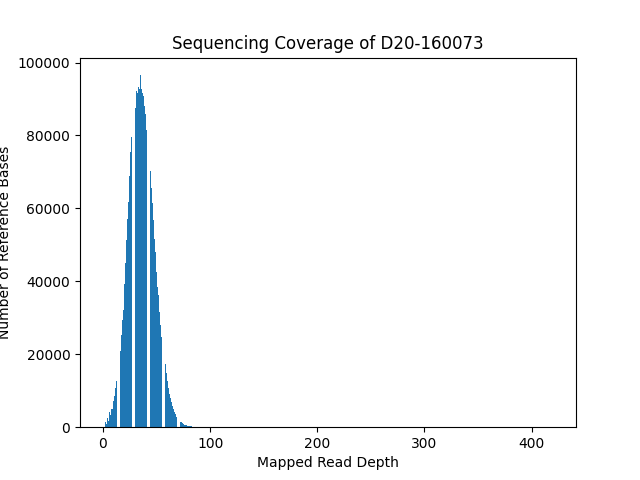 Sequencing Coverage of D20-160073
Number of Reference Bases
100000
80000
60000
40000
20000
0
0 100 200 300 400
Mapped Read Depth